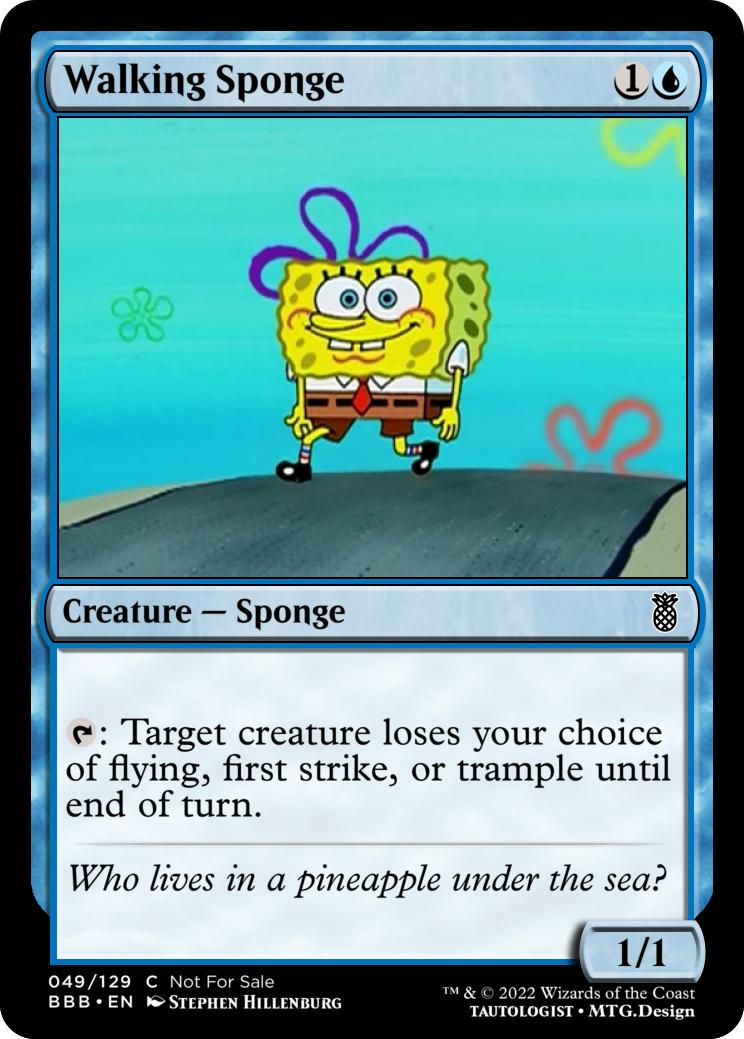 Walking Sponge 1
Creature — Sponge
: Target creature loses your choice
of flying, first strike, or trample until
end of turn.
Who lives in a pineapple under the sea?
1/1
049/129 C Not For Sale
BBB • EN STEPHEN HILLENBURG
™ & © 2022 Wizards of the Coast
TAUTOLOGIST • MTG.Design